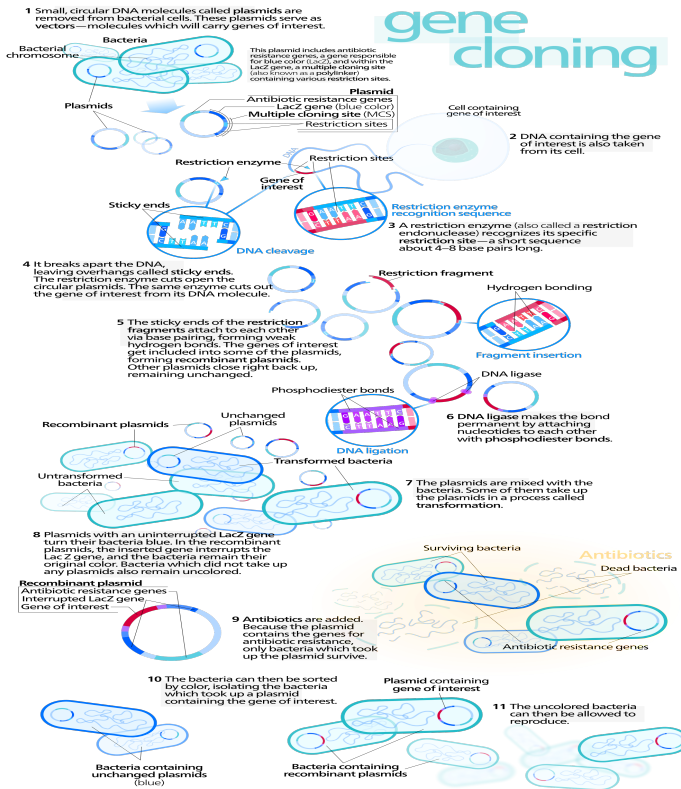 gene
cloning
1 Small, circular DNA molecules called plasmids are
removed from bacterial cells. These plasmids serve as
vectors—molecules which will carry genes of interest.
Bacteria
Bacterial
chromosome
Plasmids
This plasmid includes antibiotic
resistance genes, a gene responsible
for blue color (LacZ), and within the
LacZ gene, a multiple cloning site
(also known as a polylinker)
containing various restriction sites.
Plasmid
Antibiotic resistance genes
LacZ gene (blue color)
Multiple cloning site (MCS)
Restriction sites
Cell containing
gene of interest
2 DNA containing the gene
of interest is also taken
from its cell.
DNA
Restriction enzyme
Restriction sites
Gene of
interest
Sticky ends
DNA cleavage
Restriction enzyme
recognition sequence
3 A restriction enzyme (also called a restriction
endonuclease) recognizes its specific
restriction site—a short sequence
about 4–8 base pairs long.
4 It breaks apart the DNA,
leaving overhangs called sticky ends.
The restriction enzyme cuts open the
circular plasmids. The same enzyme cuts out
the gene of interest from its DNA molecule.
Restriction fragment
Hydrogen bonding
Fragment insertion
5 The sticky ends of the restriction
fragments attach to each other
via base pairing, forming weak
hydrogen bonds. The genes of interest
get included into some of the plasmids,
forming recombinant plasmids.
Other plasmids close right back up,
remaining unchanged.
DNA ligase
Phosphodiester bonds
DNA ligation
6 DNA ligase makes the bond
permanent by attaching
nucleotides to each other
with phosphodiester bonds.
Recombinant plasmids
Unchanged
plasmids
Transformed bacteria
Untransformed
bacteria
7 The plasmids are mixed with the
bacteria. Some of them take up
the plasmids in a process called
transformation.
8 Plasmids with an uninterrupted LacZ gene
turn their bacteria blue. In the recombinant
plasmids, the inserted gene interrupts the
Lac Z gene, and the bacteria remain their
original color. Bacteria which did not take up
any plasmids also remain uncolored.
Surviving bacteria
Antibiotics
Dead bacteria
Antibiotic resistance genes
Recombinant plasmid
Antibiotic resistance genes
Interrupted LacZ gene
Gene of interest
9 Antibiotics are added.
Because the plasmid
contains the genes for
antibiotic resistance,
only bacteria which took
up the plasmid survive.
10 The bacteria can then be sorted
by color, isolating the bacteria
which took up a plasmid
containing the gene of interest.
Plasmid containing
gene of interest
11 The uncolored bacteria
can then be allowed to
reproduce.
Bacteria containing
unchanged plasmids
(blue)
Bacteria containing
recombinant plasmids